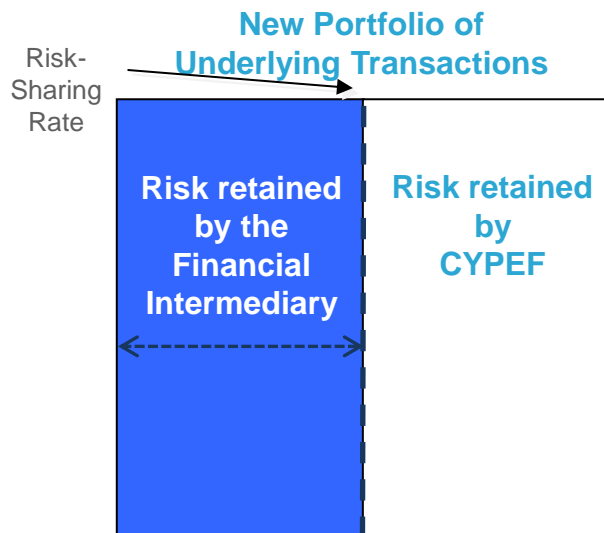 New Portfolio of
Underlying Transactions
Risk-
Sharing
Rate
Risk retained
by the
Financial
Intermediary
Risk retained
by
CYPEF